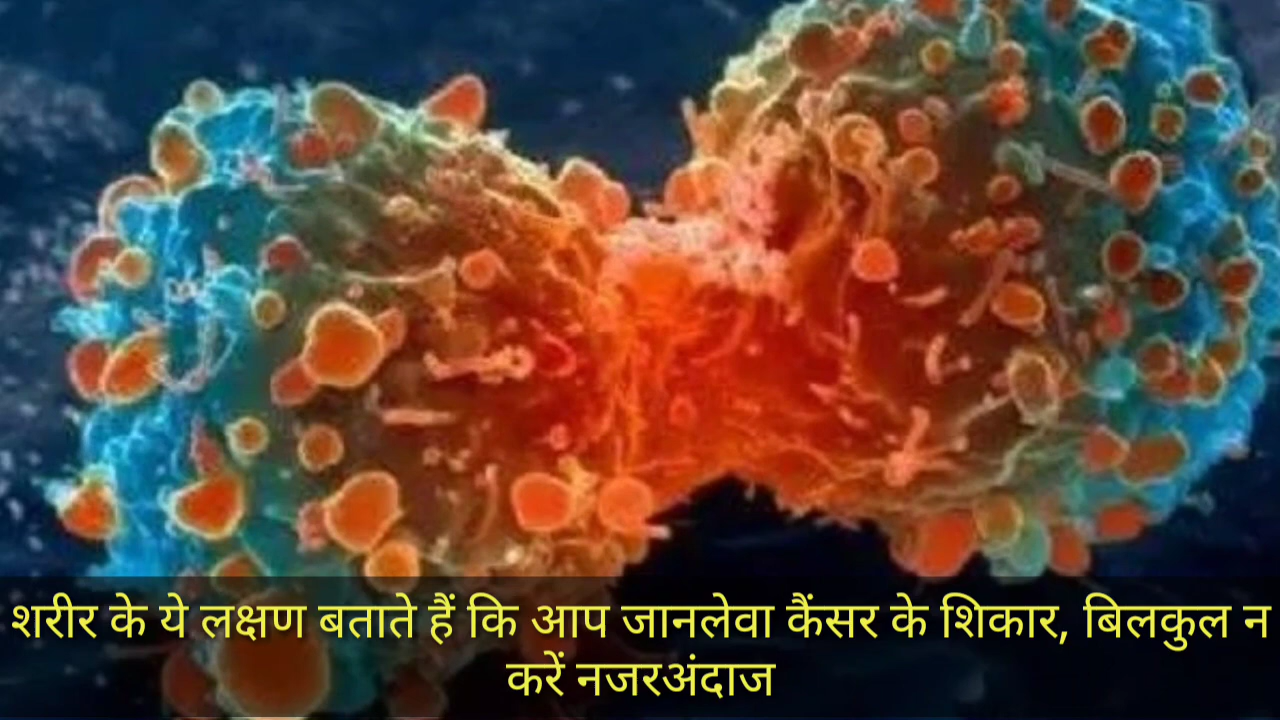 शरीर के ये लक्षण बताते हैं कि आप जानलेवा कैंसर के शिकार, बिलकुल न
करें नजरअंदाज